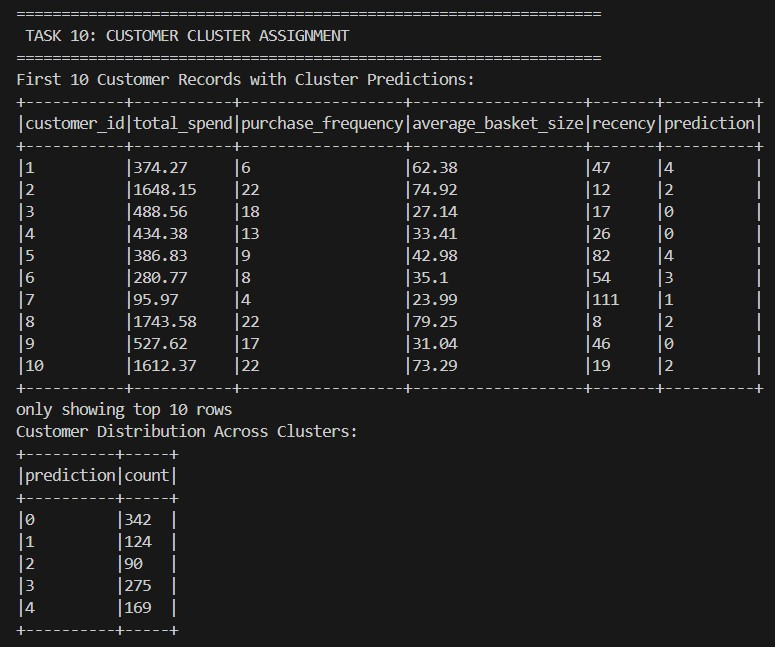 =================================================================
 TASK 10: CUSTOMER CLUSTER ASSIGNMENT
=================================================================
First 10 Customer Records with Cluster Predictions:
+-----------+-----------+------------------+-------------------+-------+----------+
|customer_id|total_spend|purchase_frequency|average_basket_size|recency|prediction|
+-----------+-----------+------------------+-------------------+-------+----------+
|1          |374.27     |6                 |62.38              |47     |4         |
|2          |1648.15    |22                |74.92              |12     |2         |
|3          |488.56     |18                |27.14              |17     |0         |
|4          |434.38     |13                |33.41              |26     |0         |
|5          |386.83     |9                 |42.98              |82     |4         |
|6          |280.77     |8                 |35.1               |54     |3         |
|7          |95.97      |4                 |23.99              |111    |1         |
|8          |1743.58    |22                |79.25              |8      |2         |
|9          |527.62     |17                |31.04              |46     |0         |
|10         |1612.37    |22                |73.29              |19     |2         |
+-----------+-----------+------------------+-------------------+-------+----------+
only showing top 10 rows
Customer Distribution Across Clusters:
+----------+-----+
|prediction|count|
+----------+-----+
|0         |342  |
|1         |124  |
|2         |90   |
|3         |275  |
|4         |169  |
+----------+-----+